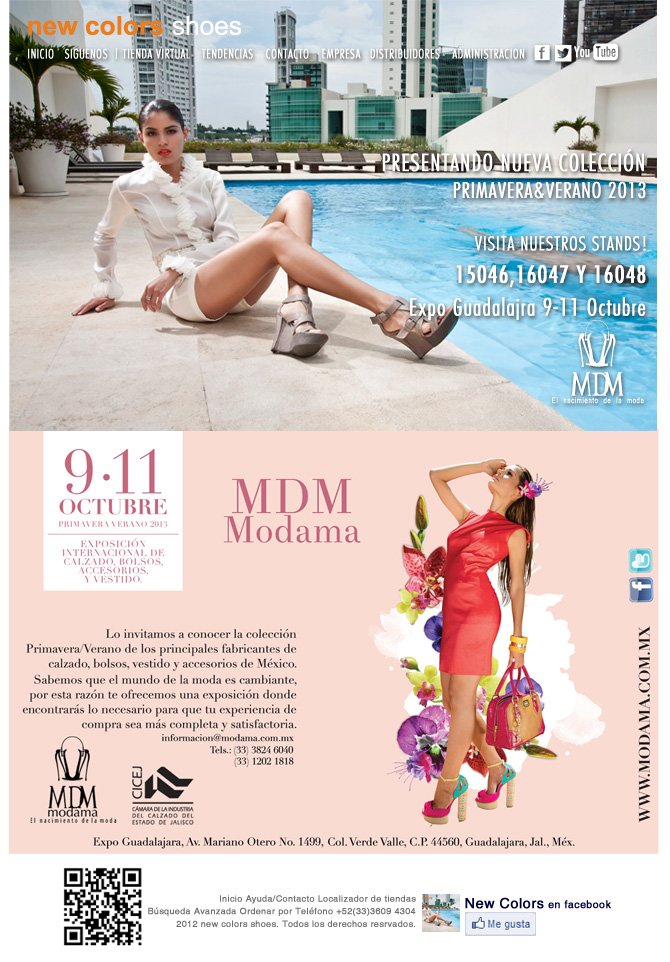 new colors shoes
INICIO SÍGUENOS | TIENDA VIRTUAL TENDENCIAS CONTACTO EMPRESA DISTRIBUIDORES ADMINISTRACION f You Tube
PRESENTANDO NUEVA COLECCIÓN
PRIMAVERA&VERANO 2013
VISITA NUESTROS STANDS!
15046,16047 Y 16048
Expo Guadalajra 9-11 Octubre
MDM
El nacimiento de la moda
9·11
OCTUBRE
PRIMAVERA VERANO 2013
EXPOSICIÓN
INTERNACIONAL DE
CALZADO, BOLSOS,
ACCESORIOS,
Y VESTIDO.
MDM
Modama
Lo invitamos a conocer la colección
Primavera/Verano de los principales fabricantes de
calzado, bolsos, vestido y accesorios de México.
Sabemos que el mundo de la moda es cambiante,
por esta razón te ofrecemos una exposición donde
encontrarás lo necesario para que tu experiencia de
compra sea más completa y satisfactoria.
informacion@modama.com.mx
Tels.: (33) 3824 6040
(33) 1202 1818
MDM
modama
El nacimiento de la moda
CICEJ
CÁMARA DE LA INDUSTRIA
DEL CALZADO DEL
ESTADO DE JALISCO
f
WWW.MODAMA.COM.MX
Expo Guadalajara, Av. Mariano Otero No. 1499, Col. Verde Valle, C.P. 44560, Guadalajara, Jal., Méx.
Inicio Ayuda/Contacto Localizador de tiendas
Búsqueda Avanzada Ordenar por Teléfono +52(33)3609 4304
2012 new colors shoes. Todos los derechos resrvados.
New Colors en facebook
Me gusta